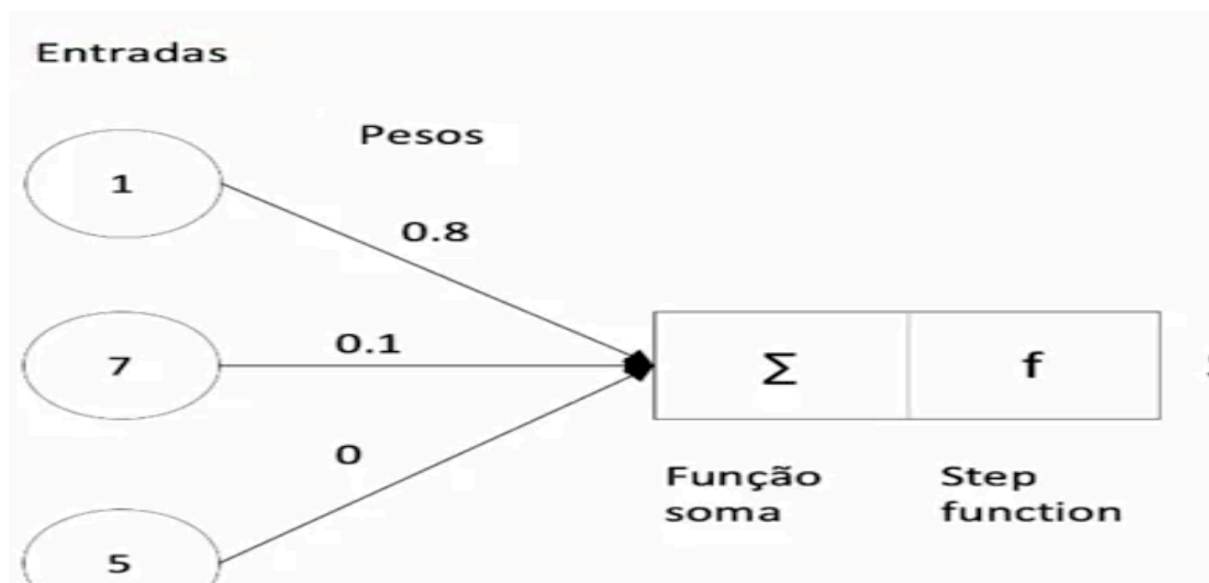 Entradas
Pesos
1
0.8
7
0.1
Σ
f
0
Função
soma
Step
function
5